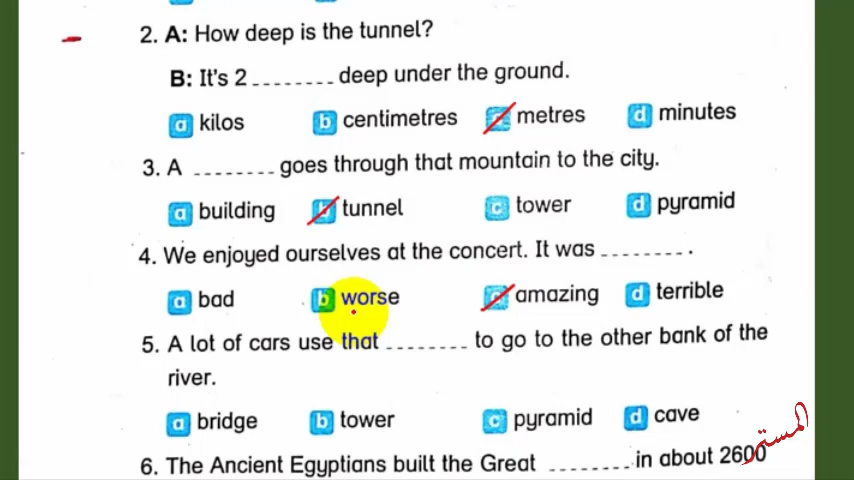 2. A: How deep is the tunnel?
B: It's 2 ________ deep under the ground.
a kilos b centimetres metres d minutes
3. A ________ goes through that mountain to the city.
a building b tunnel c tower d pyramid
4. We enjoyed ourselves at the concert. It was ________ .
a bad b worse c amazing d terrible
5. A lot of cars use that ________ to go to the other bank of the
river.
a bridge b tower c pyramid d cave
6. The Ancient Egyptians built the Great ________ in about 2600
المستمر